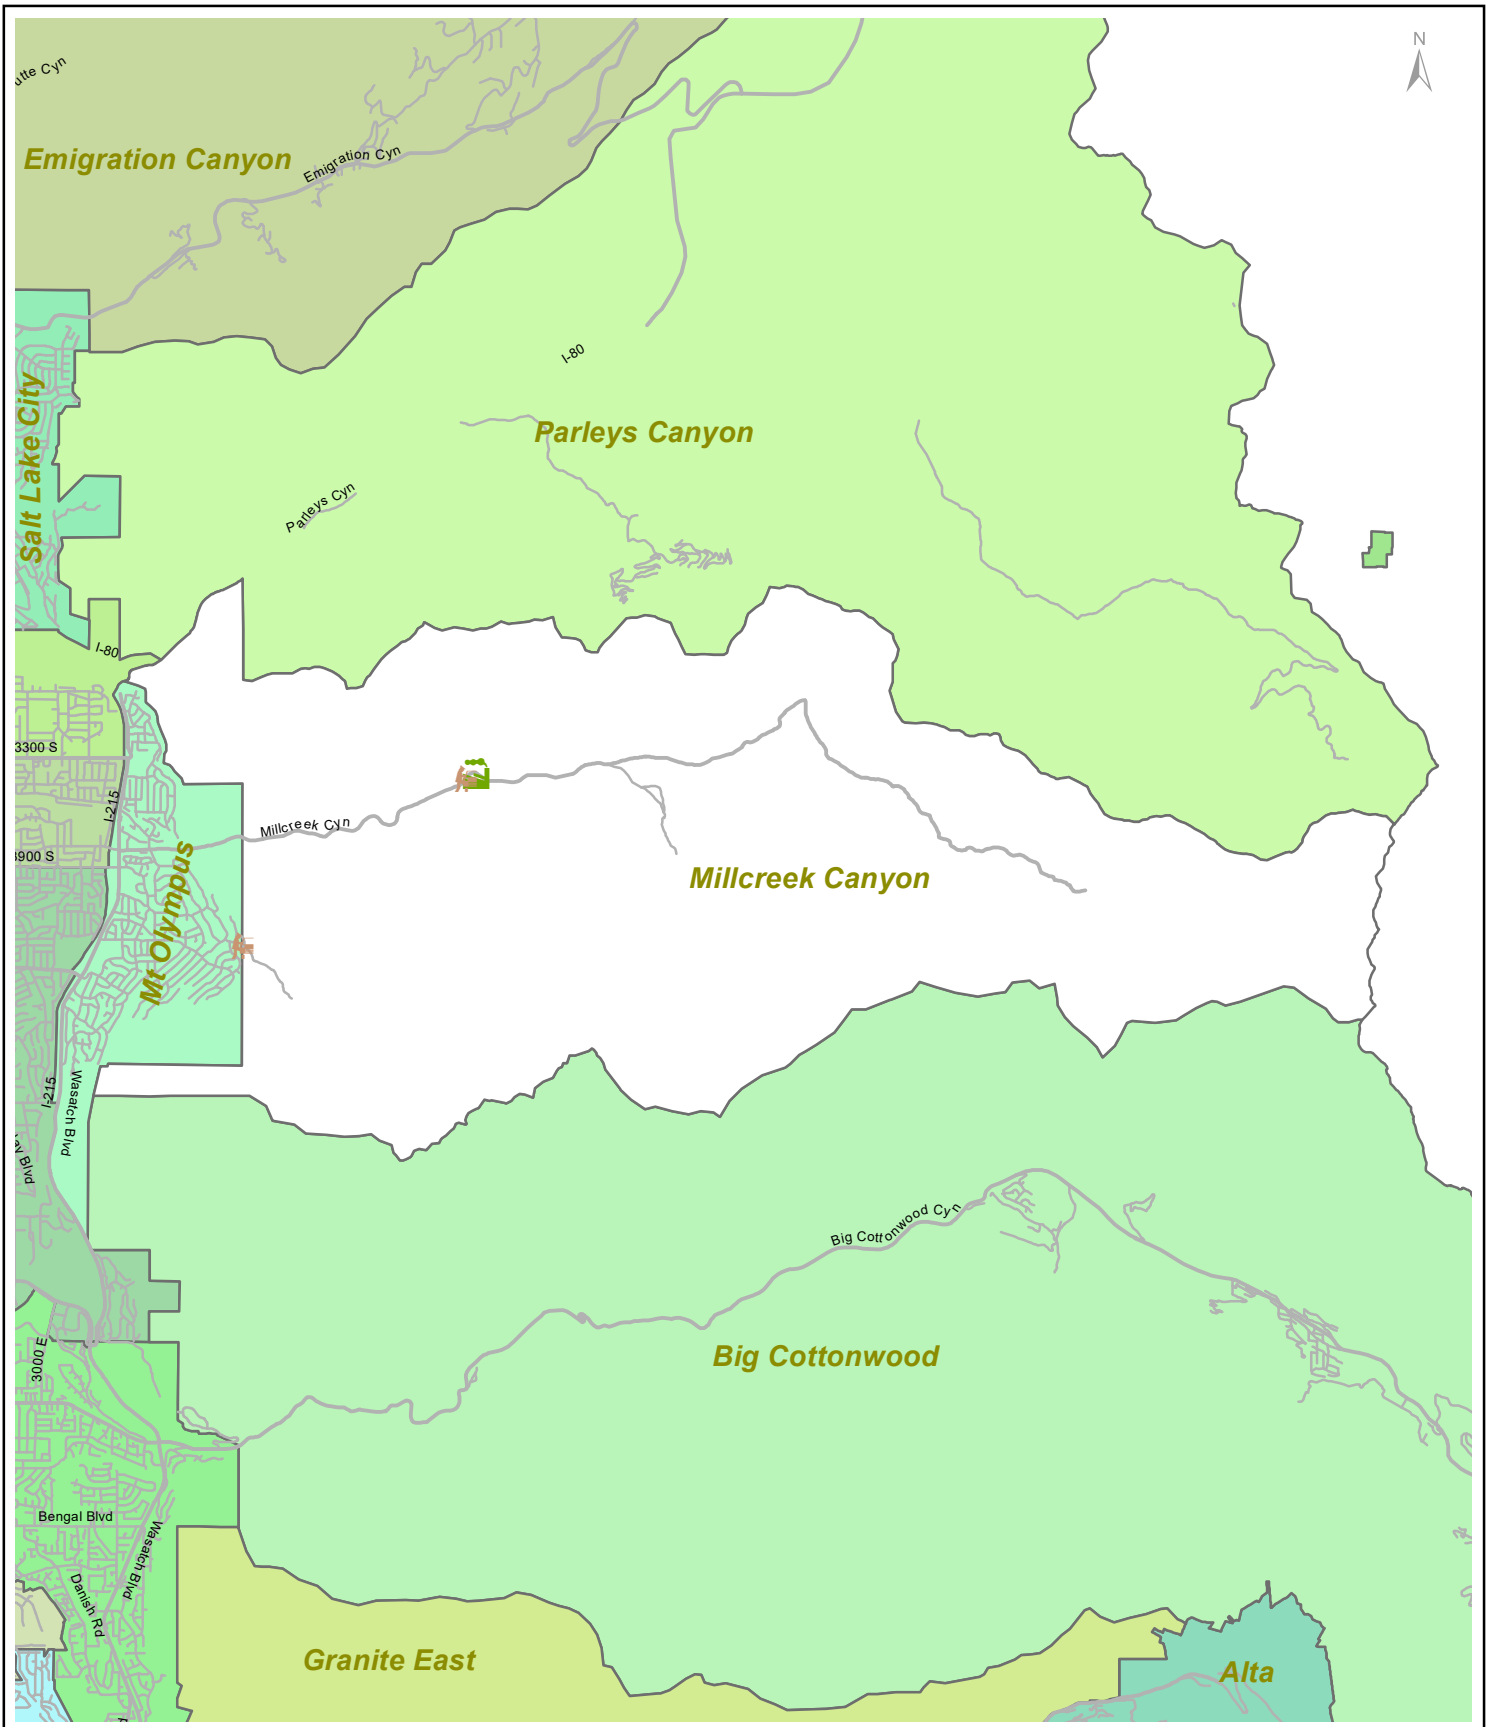 N
utte Cyn
Emigration Canyon
Emigration Cyn
I-80
Salt Lake City
Parleys Canyon
Parleys Cyn
I-80
3300 S
I-215
Millcreek Cyn
3900 S
Millcreek Canyon
Mt Olympus
I-215
Wasatch Blvd
ay Blvd
Big Cottonwood Cyn
3000 E
Big Cottonwood
Bengal Blvd
Wasatch Blvd
Danish Rd
Granite East
Alta